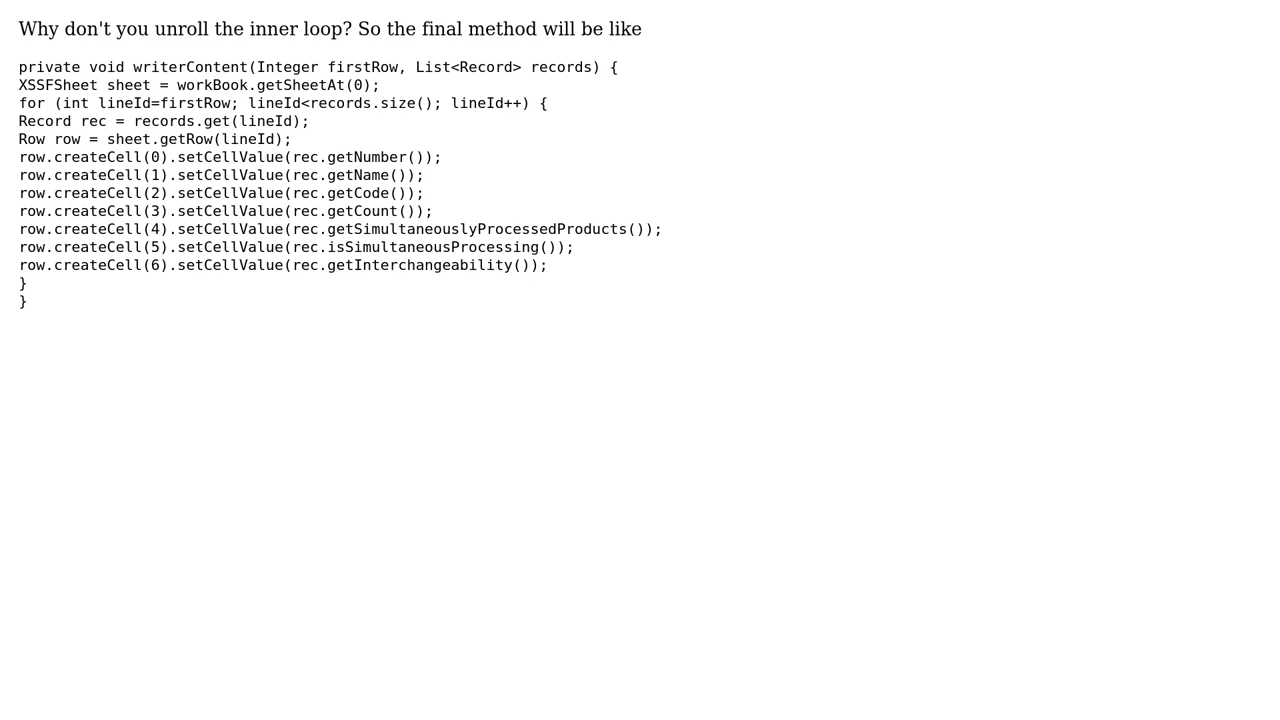 Why don't you unroll the inner loop? So the final method will be like
private void writerContent(Integer firstRow, List<Record> records) {
XSSFSheet sheet = workBook.getSheetAt(0);
for (int lineId=firstRow; lineId<records.size(); lineId++) {
Record rec = records.get(lineId);
Row row = sheet.getRow(lineId);
row.createCell(0).setCellValue(rec.getNumber());
row.createCell(1).setCellValue(rec.getName());
row.createCell(2).setCellValue(rec.getCode());
row.createCell(3).setCellValue(rec.getCount());
row.createCell(4).setCellValue(rec.getSimultaneouslyProcessedProducts());
row.createCell(5).setCellValue(rec.isSimultaneousProcessing());
row.createCell(6).setCellValue(rec.getInterchangeability());
}
}